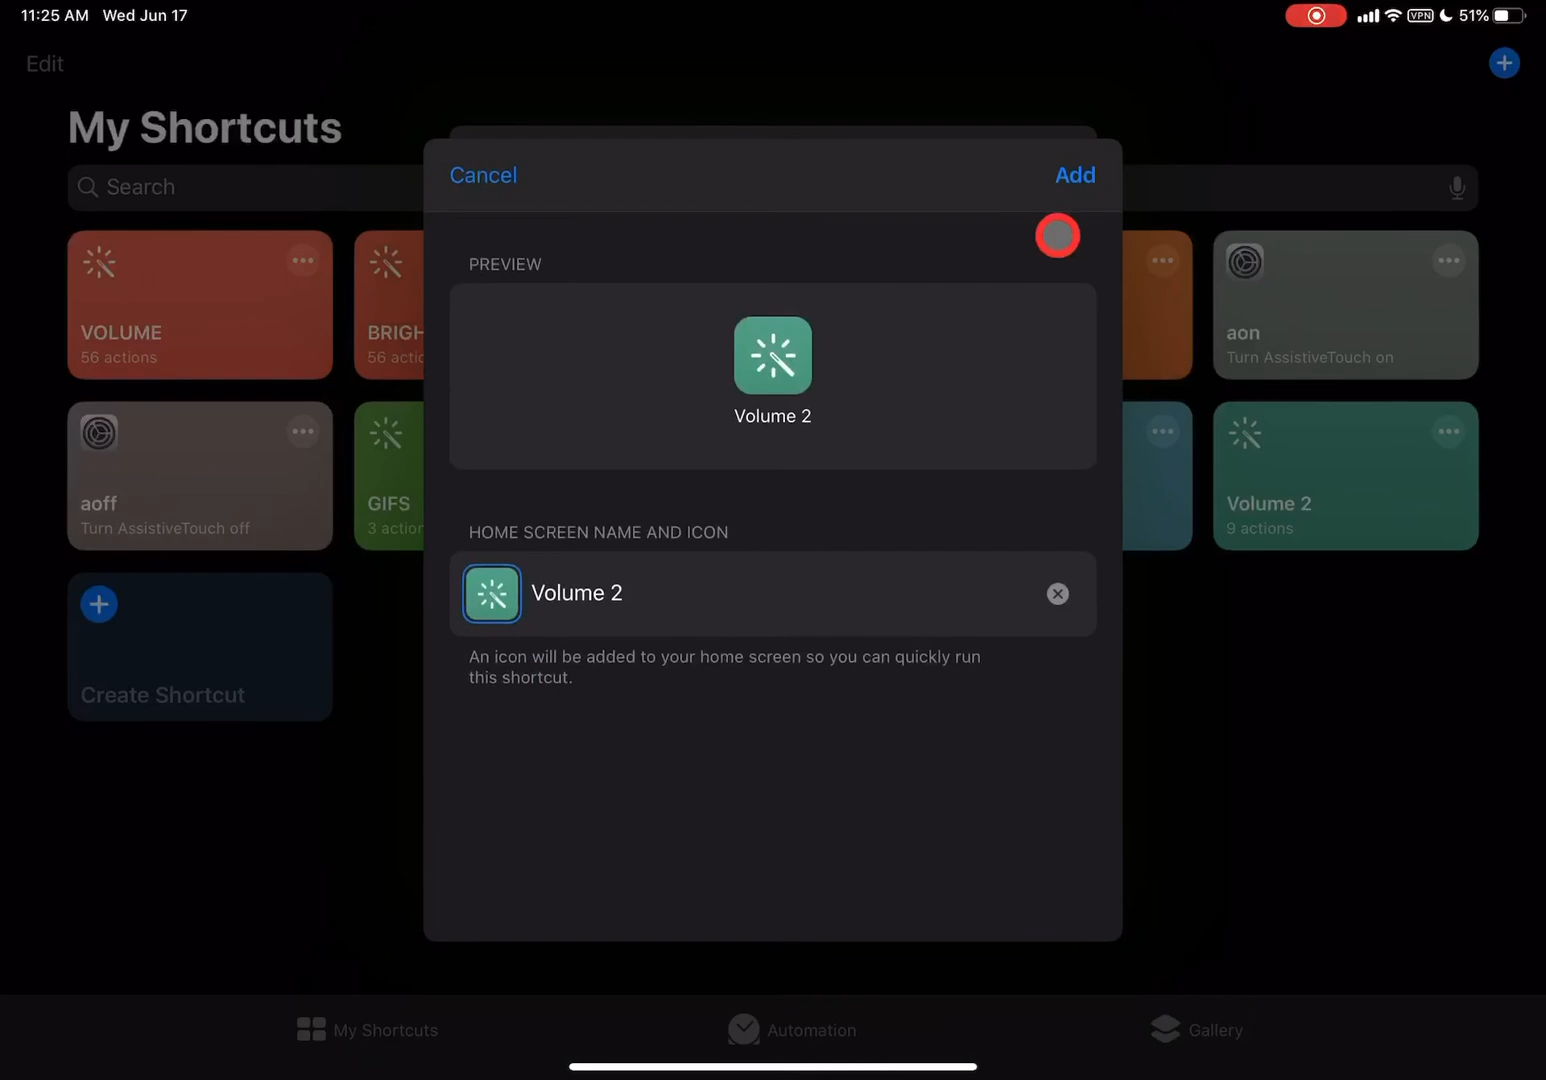 11:25 AM Wed Jun 17
VPN 51%
Edit
My Shortcuts
Search
Cancel
Add
PREVIEW
Volume 2
HOME SCREEN NAME AND ICON
Volume 2
An icon will be added to your home screen so you can quickly run
this shortcut.
VOLUME
56 actions
BRIGH
56 actic
aon
Turn AssistiveTouch on
aoff
Turn AssistiveTouch off
GIFS
3 action
Volume 2
9 actions
Create Shortcut
My Shortcuts
Automation
Gallery